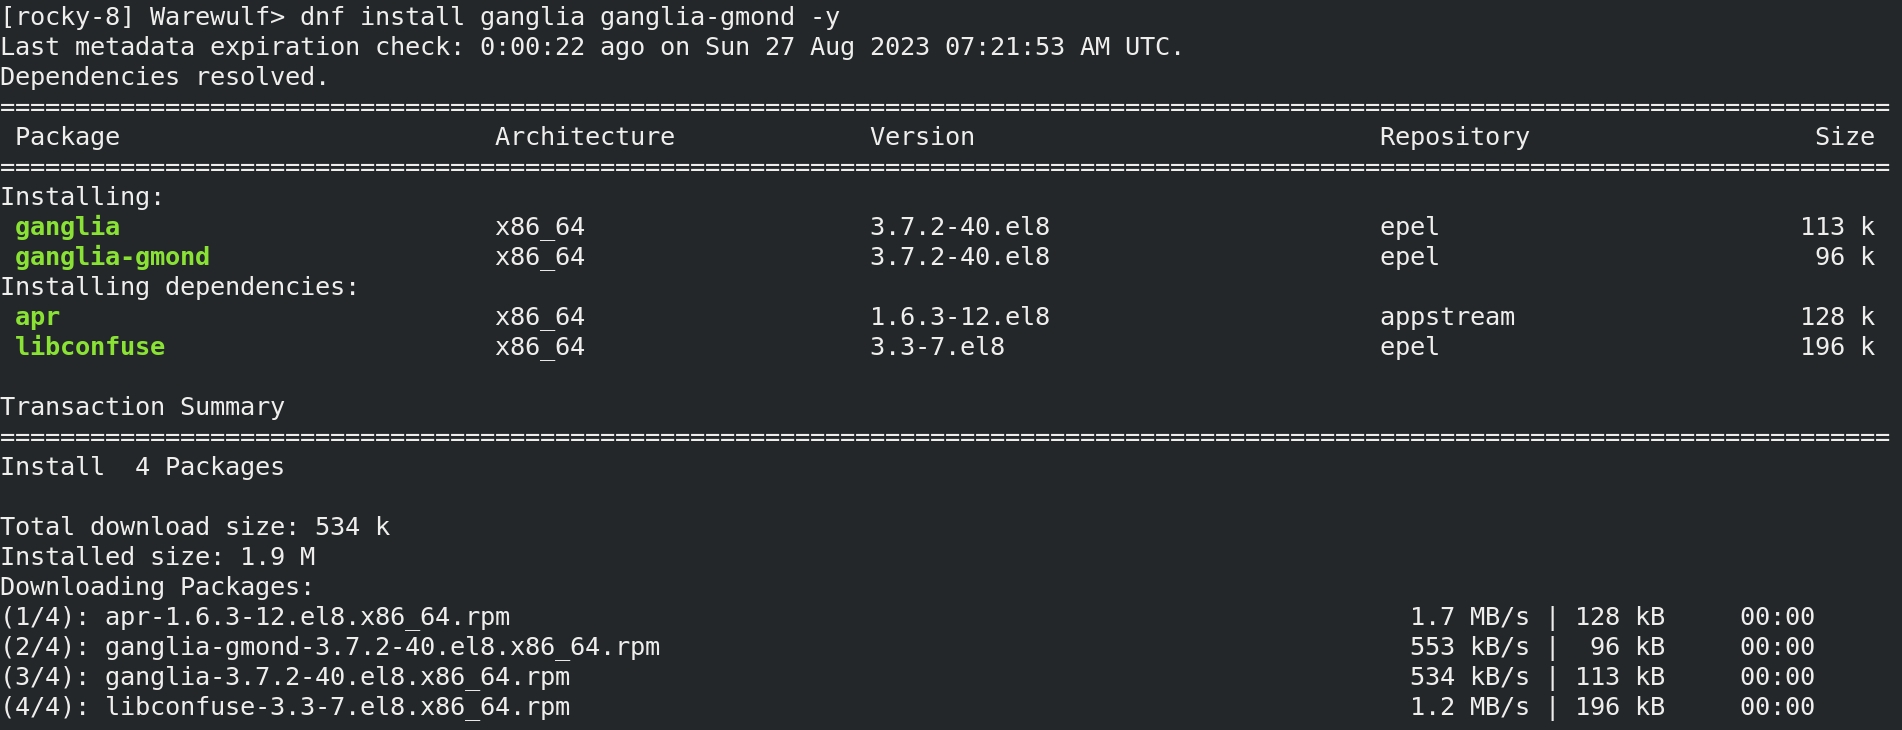 [rocky-8] Warewulf> dnf install ganglia ganglia-gmond -y
Last metadata expiration check: 0:00:22 ago on Sun 27 Aug 2023 07:21:53 AM UTC.
Dependencies resolved.
==============================================================================================================================
 Package                         Architecture             Version                           Repository                   Size
==============================================================================================================================
Installing:
 ganglia                         x86_64                   3.7.2-40.el8                      epel                        113 k
 ganglia-gmond                   x86_64                   3.7.2-40.el8                      epel                         96 k
Installing dependencies:
 apr                             x86_64                   1.6.3-12.el8                      appstream                   128 k
 libconfuse                      x86_64                   3.3-7.el8                         epel                        196 k

Transaction Summary
==============================================================================================================================
Install  4 Packages

Total download size: 534 k
Installed size: 1.9 M
Downloading Packages:
(1/4): apr-1.6.3-12.el8.x86_64.rpm                                                            1.7 MB/s | 128 kB     00:00
(2/4): ganglia-gmond-3.7.2-40.el8.x86_64.rpm                                                  553 kB/s |  96 kB     00:00
(3/4): ganglia-3.7.2-40.el8.x86_64.rpm                                                        534 kB/s | 113 kB     00:00
(4/4): libconfuse-3.3-7.el8.x86_64.rpm                                                        1.2 MB/s | 196 kB     00:00